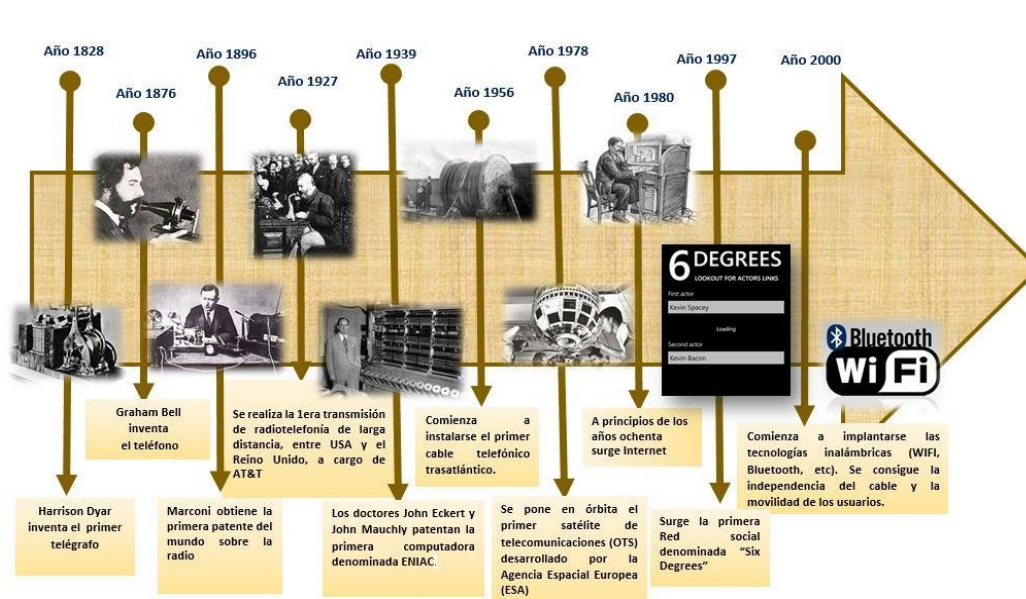 Año 1828
Año 1876
Año 1896
Año 1927
Año 1939
Año 1956
Año 1978
Año 1980
Año 1997
Año 2000
6 DEGREES
LOOKOUT FOR ACTORS LINKS
First actor
Kevin Spacey
Loading
Second actor
Kevin Bacon
Bluetooth
Wi Fi
Graham Bell
inventa
el teléfono
Se realiza la 1era transmisión
de radiotelefonía de larga
distancia, entre USA y el
Reino Unido, a cargo de
AT&T
Comienza a
instalarse el primer
cable telefónico
trasatlántico.
A principios de los
años ochenta
surge Internet
Comienza a implantarse las
tecnologías inalámbricas (WIFI,
Bluetooth, etc). Se consigue la
independencia del cable y la
movilidad de los usuarios.
Harrison Dyar
inventa el primer
telégrafo
Marconi obtiene la
primera patente del
mundo sobre la
radio
Los doctores John Eckert y
John Mauchly patentan la
primera computadora
denominada ENIAC.
Se pone en órbita el
primer satélite de
telecomunicaciones (OTS)
desarrollado por la
Agencia Espacial Europea
(ESA)
Surge la primera
Red social
denominada “Six
Degrees”